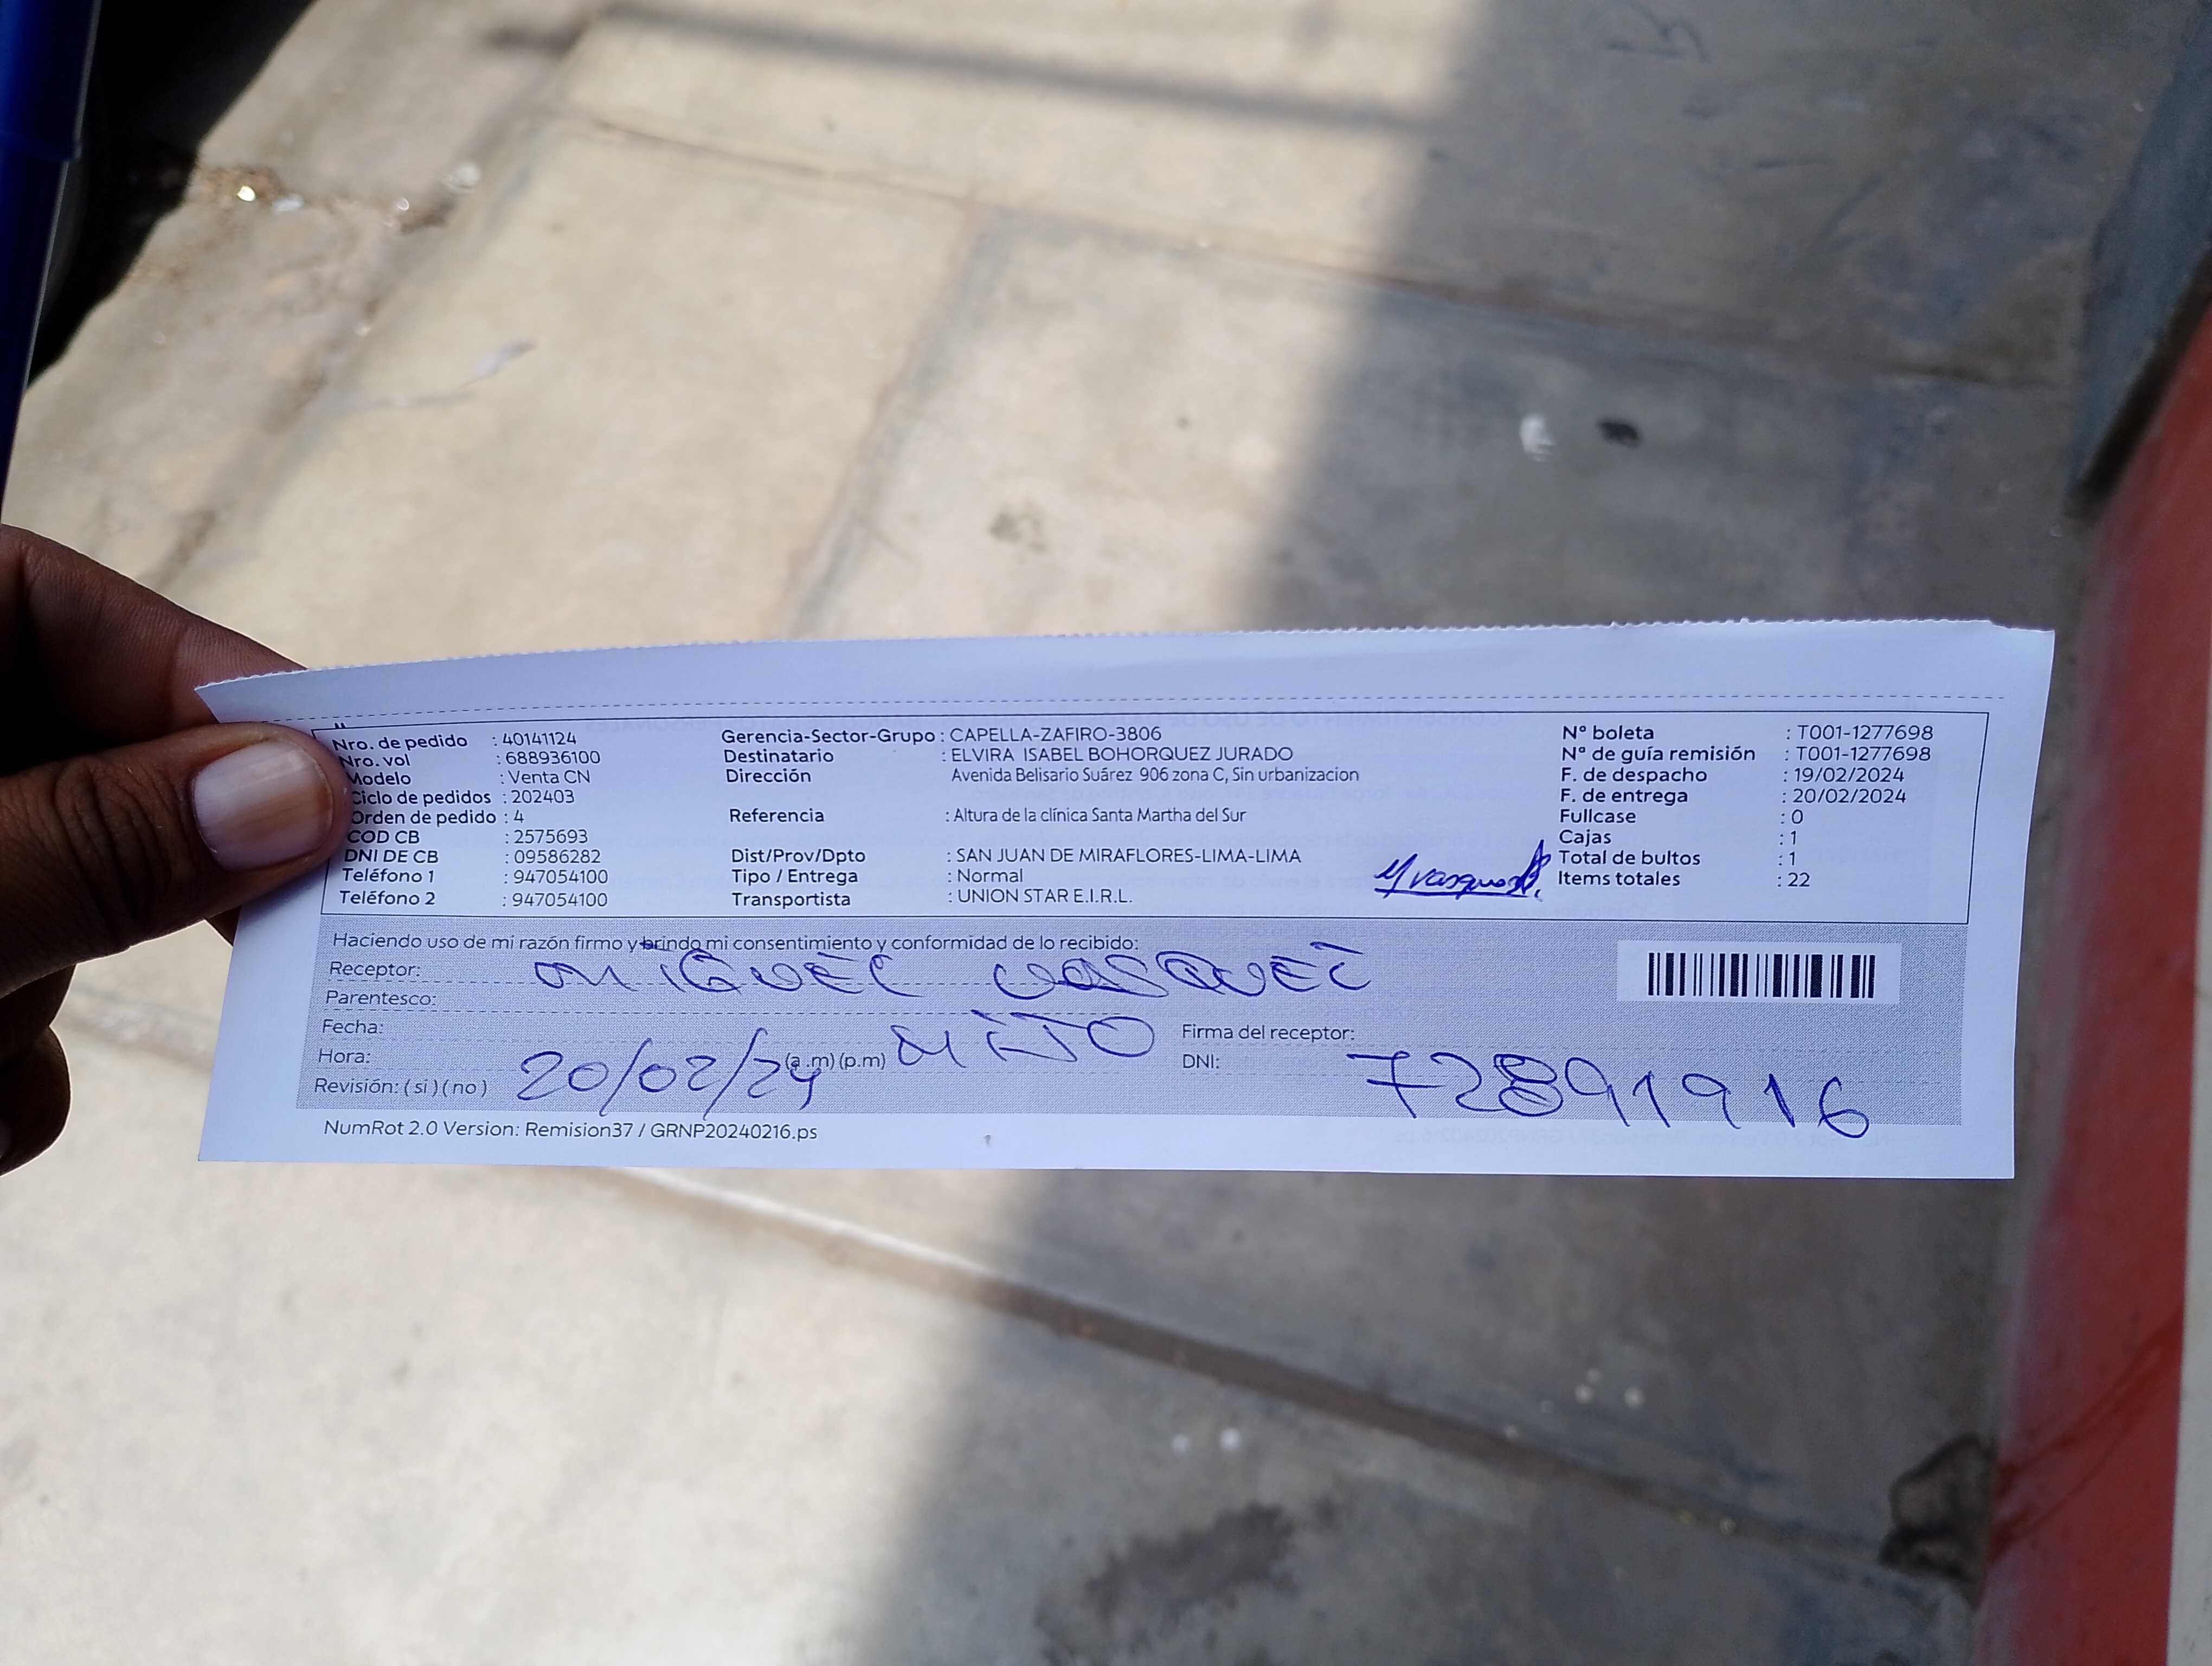 Nro. de pedido : 40141124
Nro. vol : 688936100
Modelo : Venta CN
Ciclo de pedidos : 202403
Orden de pedido : 4
COD CB : 2575693
DNI DE CB : 09586282
Teléfono 1 : 947054100
Teléfono 2 : 947054100
Gerencia-Sector-Grupo : CAPELLA-ZAFIRO-3806
Destinatario : ELVIRA ISABEL BOHORQUEZ JURADO
Dirección Avenida Belisario Suárez 906 zona C, Sin urbanizacion
Referencia : Altura de la clínica Santa Martha del Sur
Dist/Prov/Dpto : SAN JUAN DE MIRAFLORES-LIMA-LIMA
Tipo / Entrega : Normal
Transportista : UNION STAR E.I.R.L.
N° boleta : T001-1277698
N° de guía remisión : T001-1277698
F. de despacho : 19/02/2024
F. de entrega : 20/02/2024
Fullcase : 0
Cajas : 1
Total de bultos : 1
Items totales : 22
Haciendo uso de mi razón firmo y brindo mi consentimiento y conformidad de lo recibido:
Receptor: MIGUEL VASQUEZ
Parentesco:
Fecha:
Hora: 20/02/24 (a.m) (p.m)
Revisión: ( si ) ( no )
Firma del receptor:
DNI: 72891916
NumRot 2.0 Version: Remision37 / GRNP20240216.ps